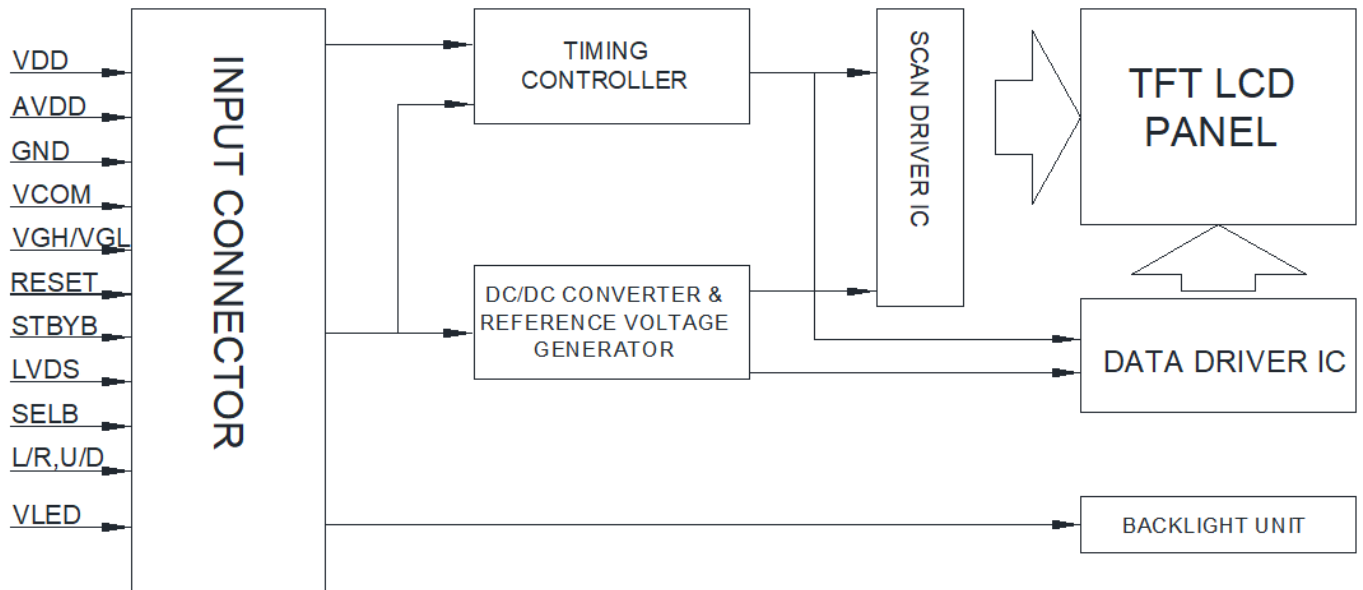 VDD
AVDD
GND
VCOM
VGH/VGL
RESET
STBYB
LVDS
SELB
L/R,U/D
VLED
INPUT CONNECTOR
TIMING
CONTROLLER
DC/DC CONVERTER &
REFERENCE VOLTAGE
GENERATOR
SCAN DRIVER IC
TFT LCD
PANEL
DATA DRIVER IC
BACKLIGHT UNIT